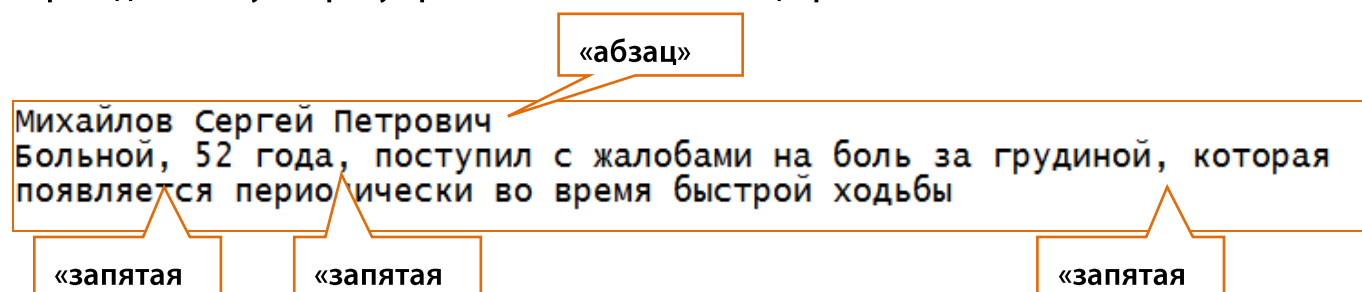 «абзац»
Михайлов Сергей Петрович
Больной, 52 года, поступил с жалобами на боль за грудиной, которая
появляется периодически во время быстрой ходьбы
«запятая «запятая «запятая